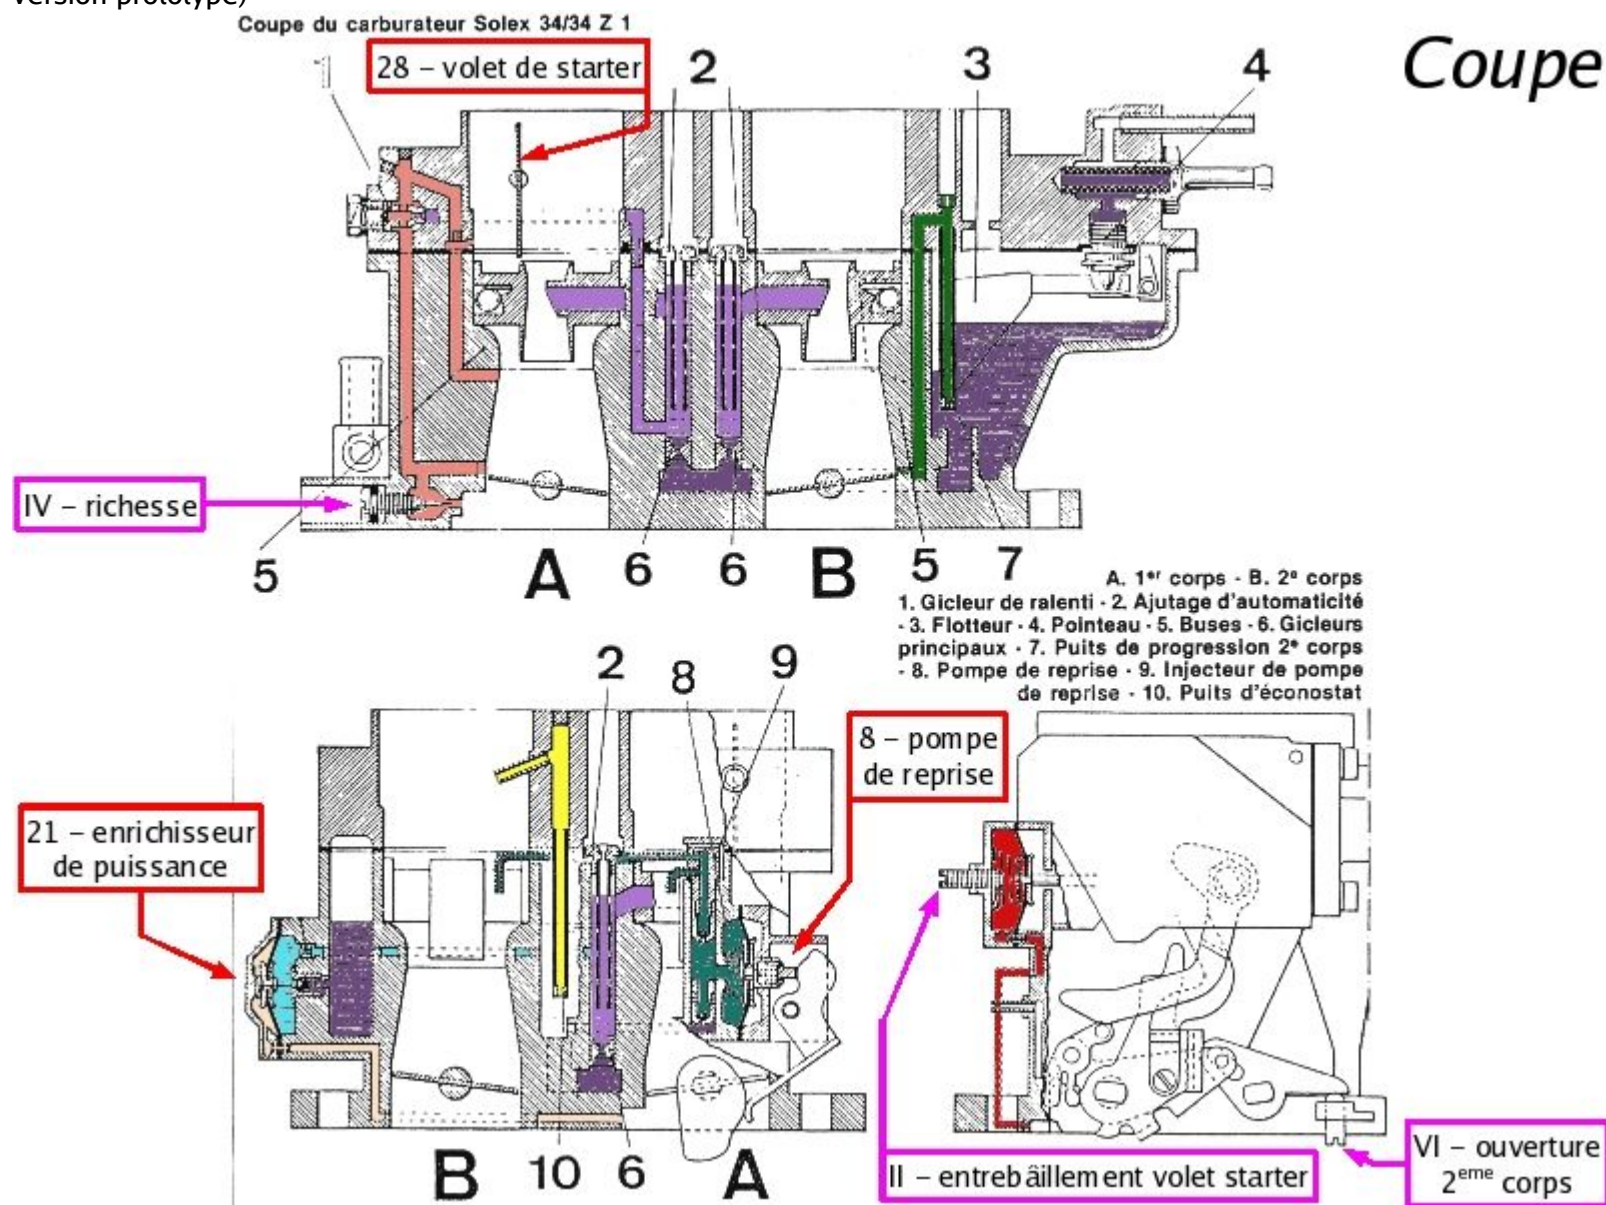 version prototype)
Coupe du carburateur Solex 34/34 Z 1
Coupe
28 – volet de starter
1
2
3
4
IV – richesse
5
A
6
6
B
5
7
A. 1er corps - B. 2e corps
1. Gicleur de ralenti - 2. Ajutage d'automaticité
- 3. Flotteur - 4. Pointeau - 5. Buses - 6. Gicleurs
principaux - 7. Puits de progression 2e corps
- 8. Pompe de reprise - 9. Injecteur de pompe
de reprise - 10. Puits d'éconostat
2
8
9
8 – pompe
de reprise
21 – enrichisseur
de puissance
B
10
6
A
II – entrebâillement volet starter
VI – ouverture
2eme corps